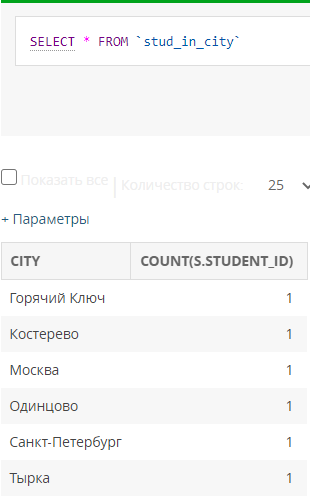 SELECT * FROM `stud_in_city`
Показать все
Количество строк: 25
+ Параметры
CITY COUNT(S.STUDENT_ID)
Горячий Ключ 1
Костерево 1
Москва 1
Одинцово 1
Санкт-Петербург 1
Тырка 1